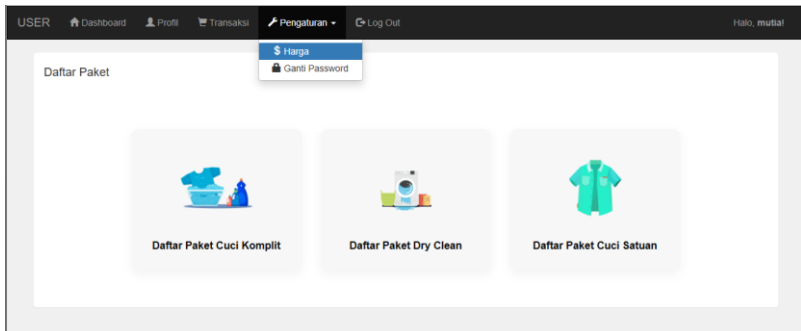 USER Dashboard Profil Transaksi Pengaturan Log Out Halo, mutia!
$ Harga
Ganti Password
Daftar Paket
Daftar Paket Cuci Komplit Daftar Paket Dry Clean Daftar Paket Cuci Satuan